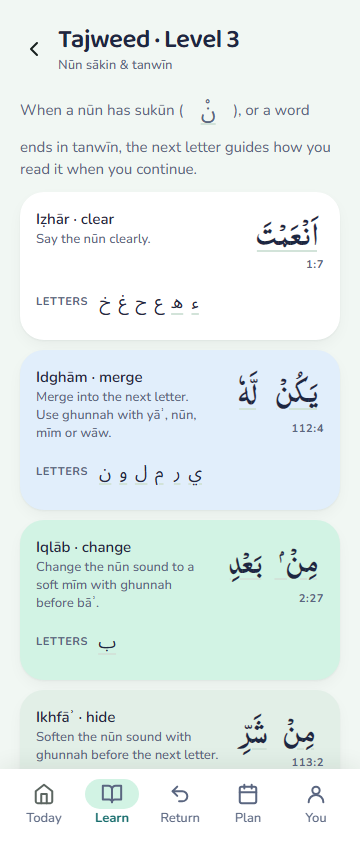 Tajweed · Level 3
Nūn sākin & tanwīn
When a nūn has sukūn ( نْ ), or a word
ends in tanwīn, the next letter guides how you
read it when you continue.
Iẓhār · clear
Say the nūn clearly.
اَنْعَمْتَ
1:7
LETTERS ء ه ع ح غ خ
Idghām · merge
Merge into the next letter.
Use ghunnah with yāʾ, nūn,
mīm or wāw.
يَكُنْ لَّهٗ
112:4
LETTERS ي ر م ل و ن
Iqlāb · change
Change the nūn sound to a
soft mīm with ghunnah
before bāʾ.
مِنْۢ بَعْدِ
2:27
LETTERS ب
Ikhfāʾ · hide
Soften the nūn sound with
ghunnah before the next letter.
مِنْ شَرِّ
113:2
Today
Learn
Return
Plan
You